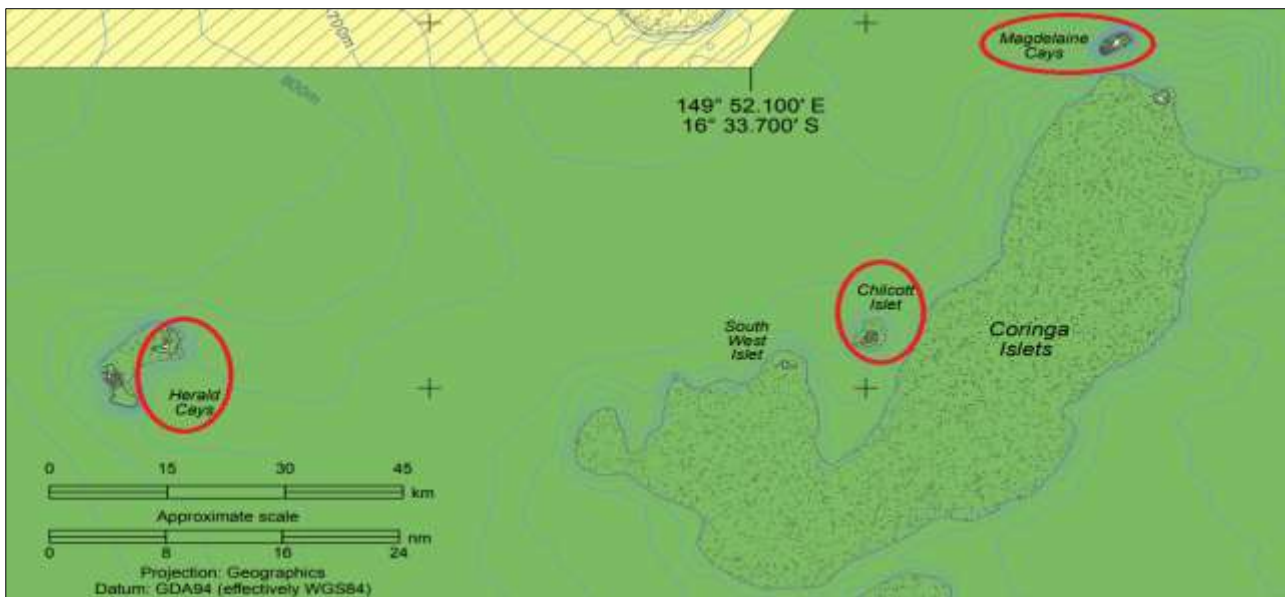 700m
800m
Magdelaine
Cays
149° 52.100' E
16° 33.700' S
Chilcott
Islet
South
West
Islet
Coringa
Islets
Herald
Cays
0 15 30 45
km
Approximate scale
nm
0 8 16 24
Projection: Geographics
Datum: GDA94 (effectively WGS84)